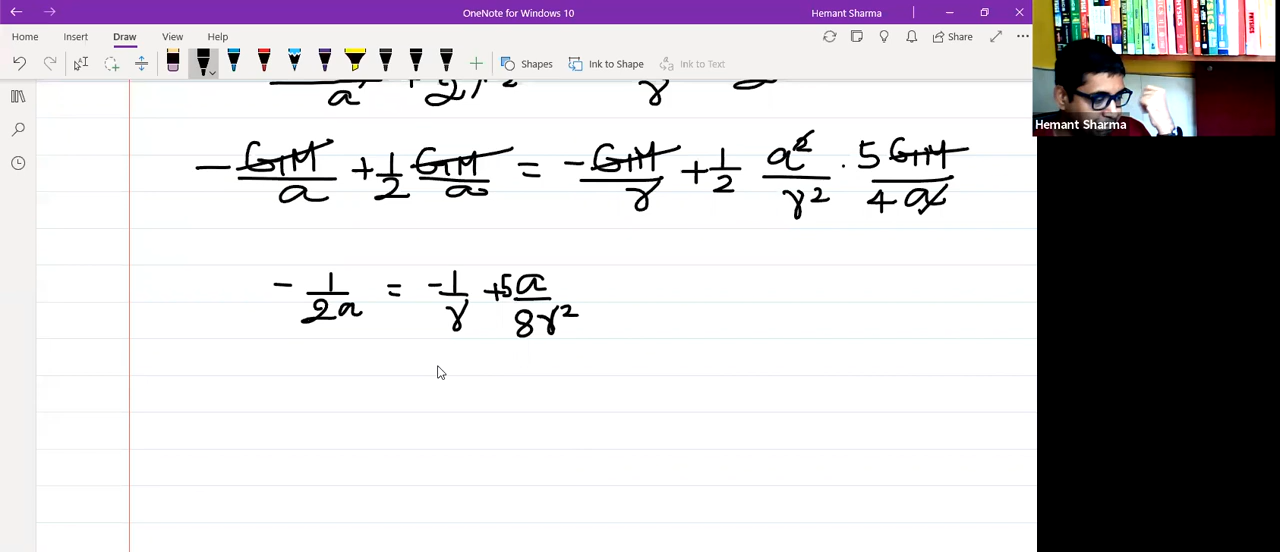 OneNote for Windows 10
Hemant Sharma
Home Insert Draw View Help
Share
Shapes
Ink to Shape
Ink to Text
Hemant Sharma
- GM/a + 1/2 GM/a = - GM/r + 1/2 a²/r² · 5GM/4a
- 1/2a = - 1/r + 5a/8r²